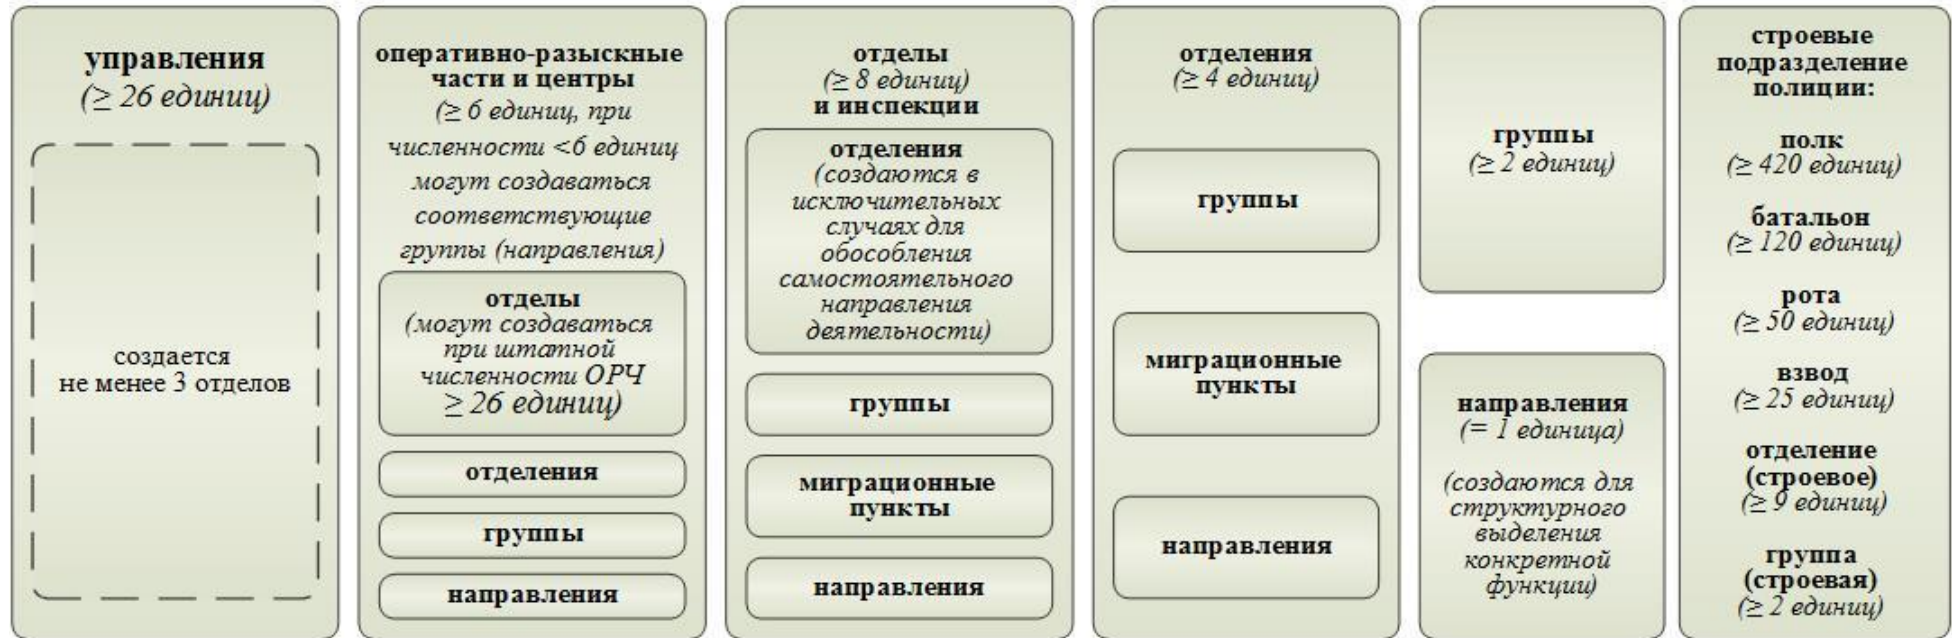 управления
(≥ 26 единиц)
создается
не менее 3 отделов
оперативно-разыскные
части и центры
(≥ 6 единиц, при
численности <6 единиц
могут создаваться
соответствующие
группы (направления)
отделы
(могут создаваться
при штатной
численности ОРЧ
≥ 26 единиц)
отделения
группы
направления
отделы
(≥ 8 единиц)
и инспекции
отделения
(создаются в
исключительных
случаях для
обособления
самостоятельного
направления
деятельности)
группы
миграционные
пункты
направления
отделения
(≥ 4 единиц)
группы
миграционные
пункты
направления
группы
(≥ 2 единиц)
направления
(= 1 единица)
(создаются для
структурного
выделения
конкретной
функции)
строевые
подразделение
полиции:
полк
(≥ 420 единиц)
батальон
(≥ 120 единиц)
рота
(≥ 50 единиц)
взвод
(≥ 25 единиц)
отделение
(строевое)
(≥ 9 единиц)
группа
(строевая)
(≥ 2 единиц)